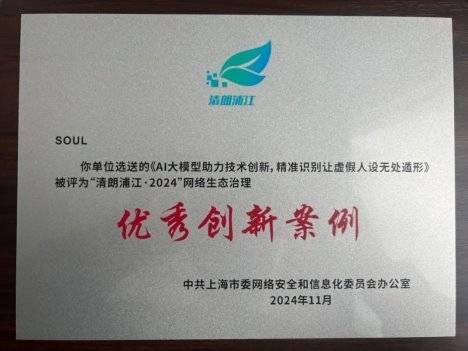 清朗浦江
SOUL
你单位选送的《AI大模型助力技术创新，精准识别让虚假人设无处遁形》
被评为“清朗浦江·2024”网络生态治理
优秀创新案例
中共上海市委网络安全和信息化委员会办公室
2024年11月